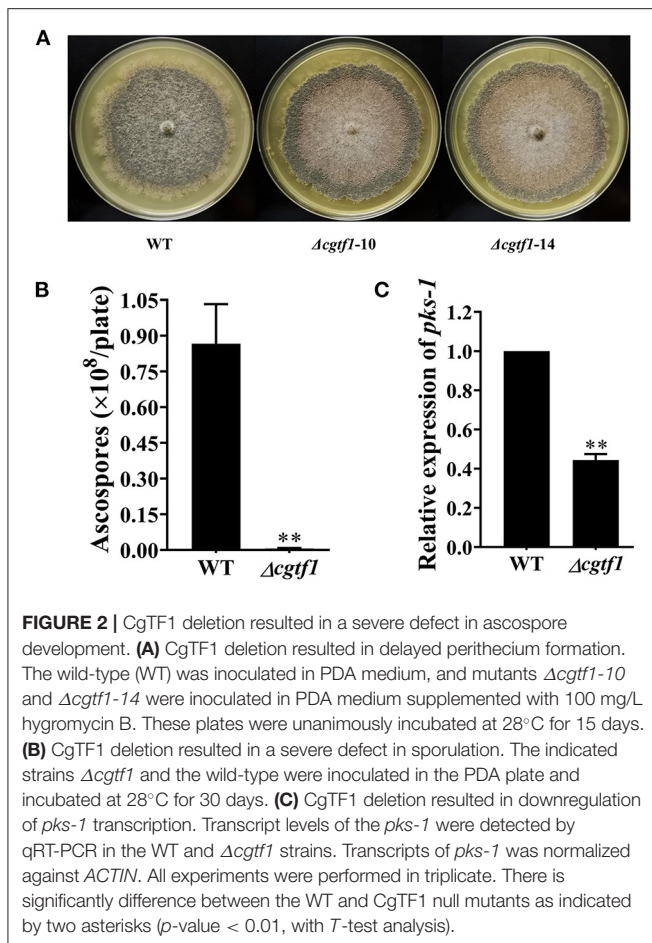 A
WT
Δcgtf1-10
Δcgtf1-14
B
Ascospores (×10⁸/plate)
1.05
0.90
0.75
0.60
0.45
0.30
0.15
0.00
**
WT
Δcgtf1
C
Relative expression of pks-1
1.2
1.0
0.8
0.6
0.4
0.2
0.0
**
WT
Δcgtf1
FIGURE 2 | CgTF1 deletion resulted in a severe defect in ascospore
development. (A) CgTF1 deletion resulted in delayed perithecium formation.
The wild-type (WT) was inoculated in PDA medium, and mutants Δcgtf1-10
and Δcgtf1-14 were inoculated in PDA medium supplemented with 100 mg/L
hygromycin B. These plates were unanimously incubated at 28°C for 15 days.
(B) CgTF1 deletion resulted in a severe defect in sporulation. The indicated
strains Δcgtf1 and the wild-type were inoculated in the PDA plate and
incubated at 28°C for 30 days. (C) CgTF1 deletion resulted in downregulation
of pks-1 transcription. Transcript levels of the pks-1 were detected by
qRT-PCR in the WT and Δcgtf1 strains. Transcripts of pks-1 was normalized
against ACTIN. All experiments were performed in triplicate. There is
significantly difference between the WT and CgTF1 null mutants as indicated
by two asterisks (p-value < 0.01, with T-test analysis).